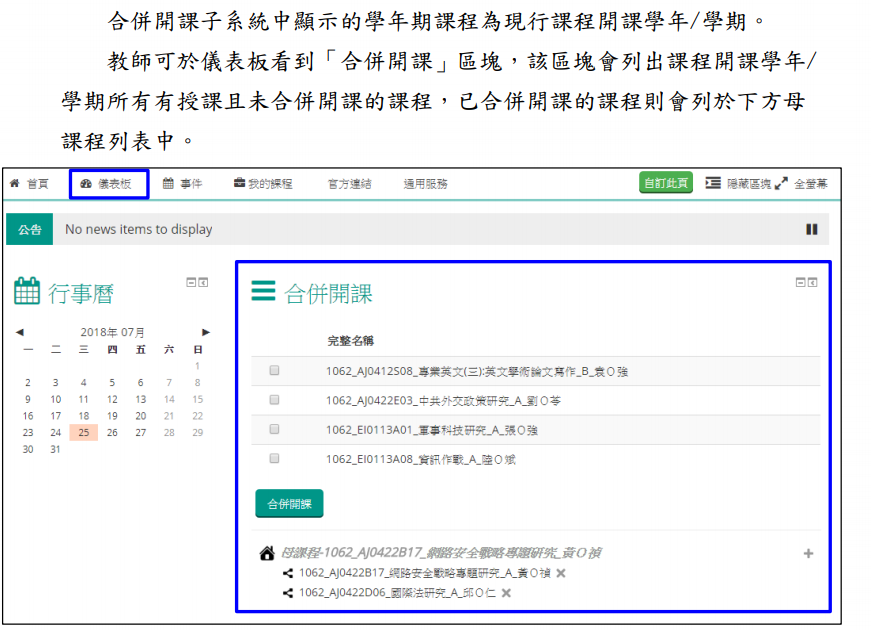 合併開課子系統中顯示的學年期課程為現行課程開課學年/學期。
教師可於儀表板看到「合併開課」區塊，該區塊會列出課程開課學年/
學期所有有授課且未合併開課的課程，已合併開課的課程則會列於下方母
課程列表中。
首頁 儀表板 事件 我的課程 官方連結 通用服務 自訂此頁 隱藏區塊 全螢幕
公告 No news items to display
行事曆
2018年 07月
一 二 三 四 五 六 日
1
2 3 4 5 6 7 8
9 10 11 12 13 14 15
16 17 18 19 20 21 22
23 24 25 26 27 28 29
30 31
合併開課
完整名稱
1062_AJ0412S08_專業英文(三):英文學術論文寫作_B_袁O強
1062_AJ0422E03_中共外交政策研究_A_劉O苓
1062_EI0113A01_軍事科技研究_A_張O強
1062_EI0113A08_資訊作戰_A_陸O斌
合併開課
母課程-1062_AJ0422B17_網路安全戰略專題研究_黃O禎
1062_AJ0422B17_網路安全戰略專題研究_A_黃O禎
1062_AJ0422D06_國際法研究_A_邱O仁